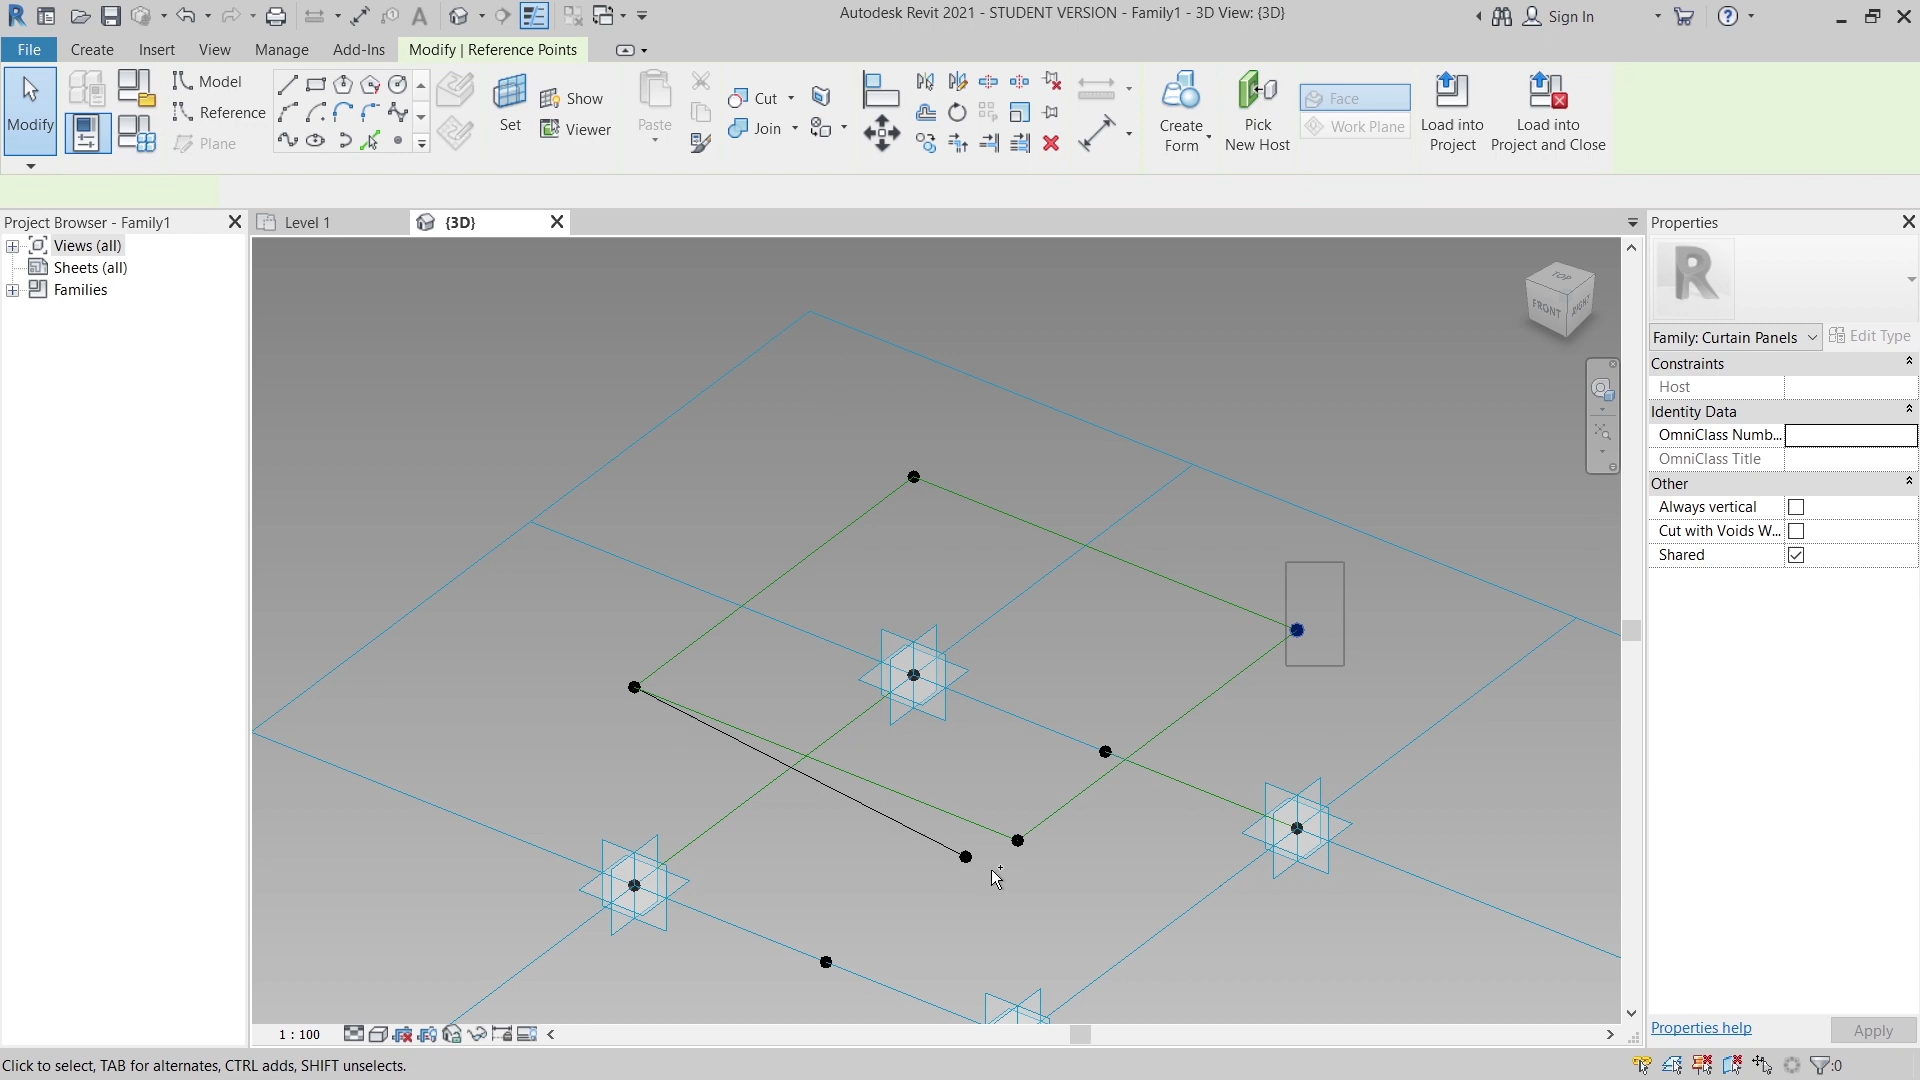 Autodesk Revit 2021 - STUDENT VERSION - Family1 - 3D View: {3D}
Sign In
File
Create
Insert
View
Manage
Add-Ins
Modify | Reference Points
Modify
Model
Reference
Plane
Set
Show
Viewer
Paste
Cut
Join
Create Form
Pick New Host
Face
Work Plane
Load into Project
Load into Project and Close
Project Browser - Family1
Views (all)
Sheets (all)
Families
Level 1
{3D}
TOP
FRONT
RIGHT
Properties
R
Family: Curtain Panels
Edit Type
Constraints
Host
Identity Data
OmniClass Numb...
OmniClass Title
Other
Always vertical
Cut with Voids W...
Shared
Properties help
Apply
1 : 100
Click to select, TAB for alternates, CTRL adds, SHIFT unselects.
:0